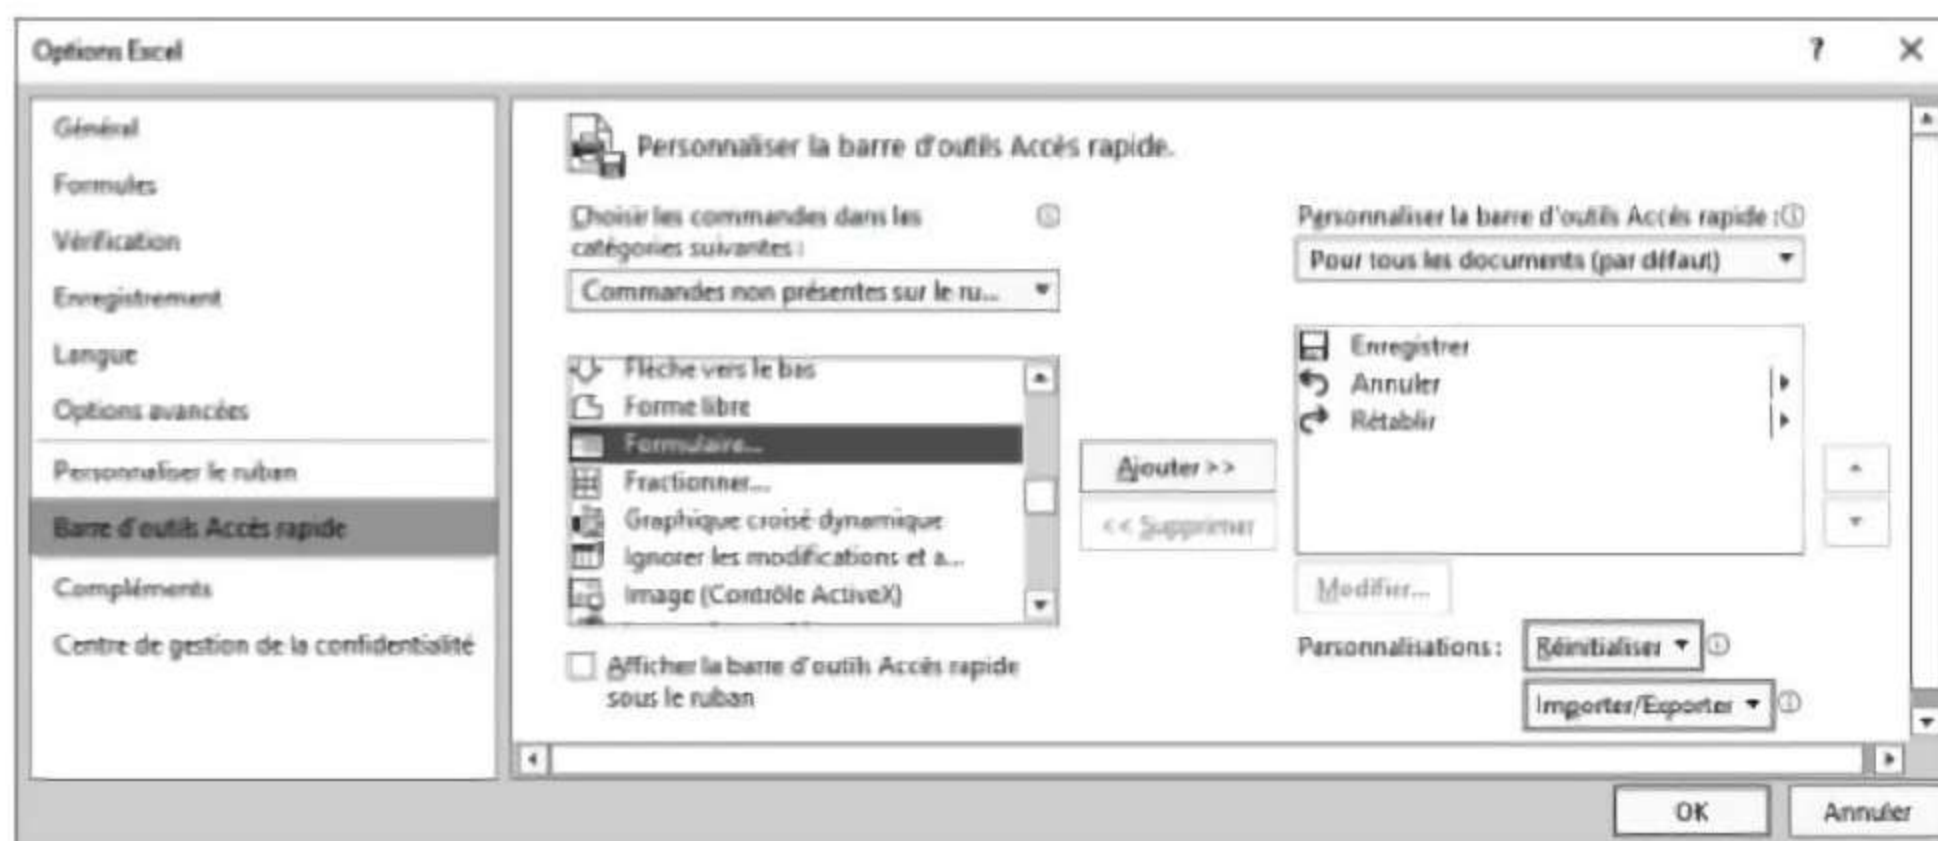 Options Excel
?
Général
Formules
Vérification
Enregistrement
Langue
Options avancées
Personnaliser le ruban
Barre d'outils Accès rapide
Compléments
Centre de gestion de la confidentialité
Personnaliser la barre d'outils Accès rapide.
Choisir les commandes dans les
catégories suivantes :
Commandes non présentes sur le ru...
Flèche vers le bas
Forme libre
Formulaire...
Fractionner...
Graphique croisé dynamique
Ignorer les modifications et a...
Image (Contrôle ActiveX)
Afficher la barre d'outils Accès rapide
sous le ruban
Ajouter >>
<< Supprimer
Personnaliser la barre d'outils Accès rapide :
Pour tous les documents (par défaut)
Enregistrer
Annuler
Rétablir
Modifier...
Personnalisations :
Réinitialiser
Importer/Exporter
OK
Annuler